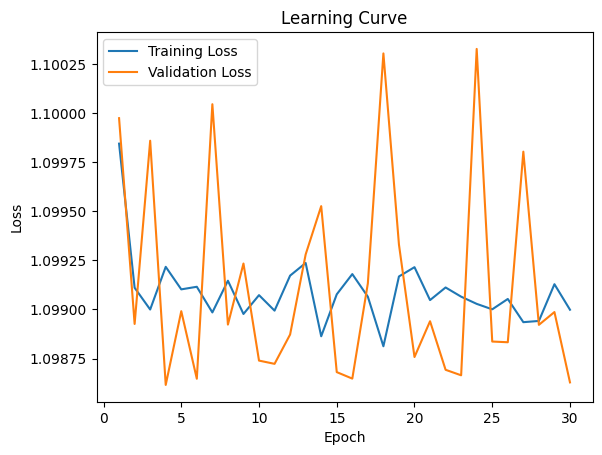 Learning Curve
Training Loss
Validation Loss
1.10025
1.10000
1.09975
1.09950
1.09925
1.09900
1.09875
Loss
0 5 10 15 20 25 30
Epoch